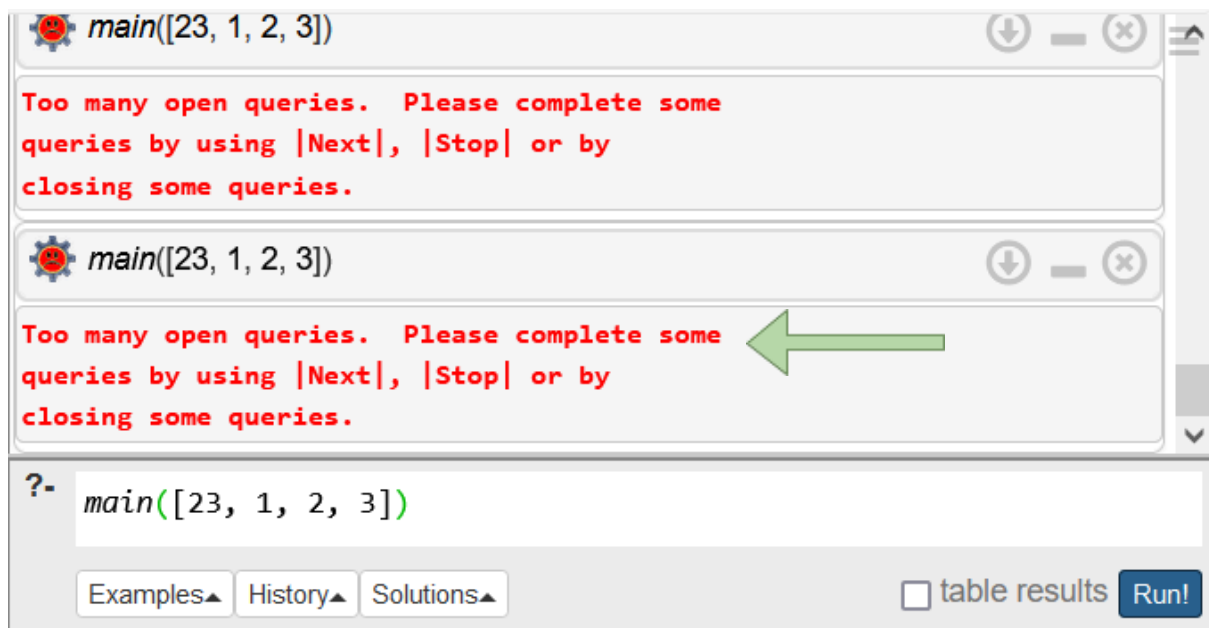 main([23, 1, 2, 3])
Too many open queries.  Please complete some
queries by using |Next|, |Stop| or by
closing some queries.
main([23, 1, 2, 3])
Too many open queries.  Please complete some
queries by using |Next|, |Stop| or by
closing some queries.
?- main([23, 1, 2, 3])
Examples▴ History▴ Solutions▴ table results Run!